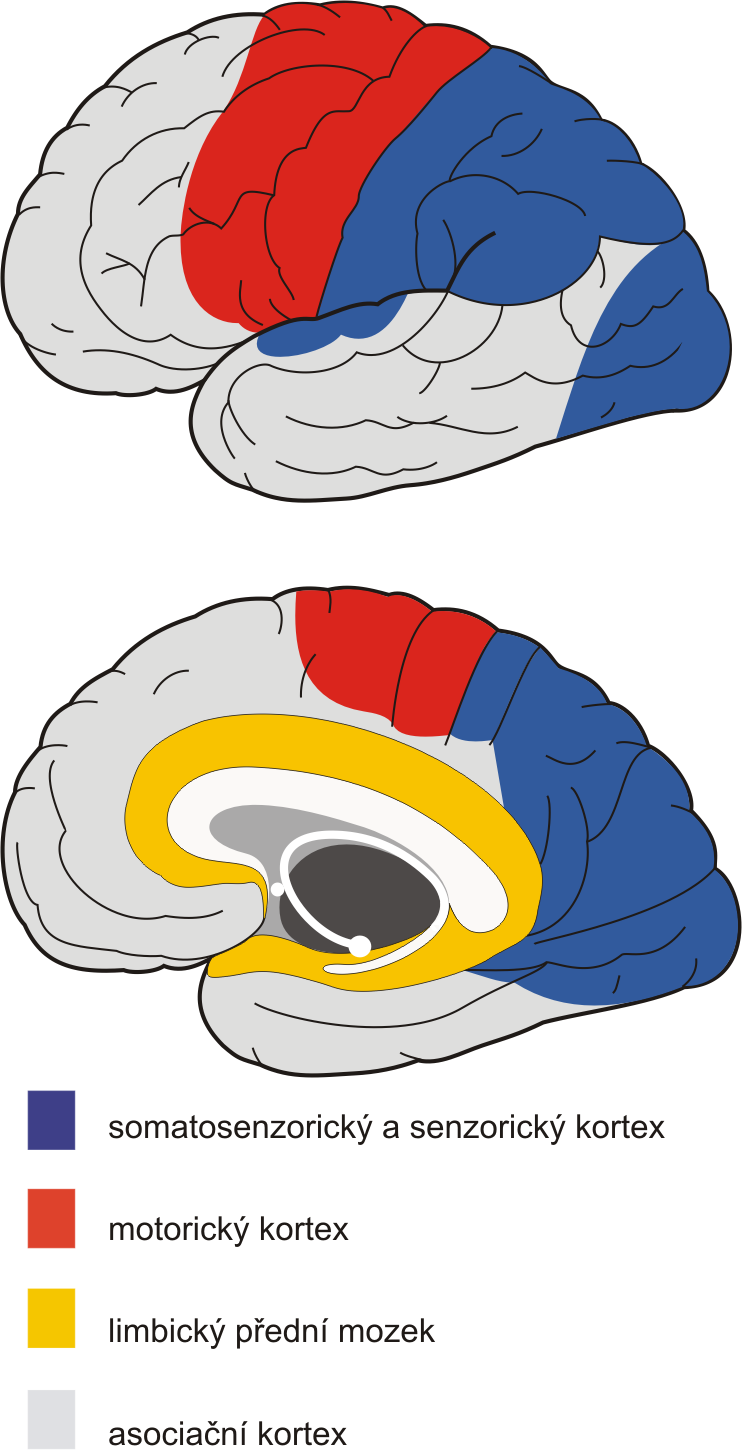 somatosenzorický a senzorický kortex
motorický kortex
limbický přední mozek
asociační kortex